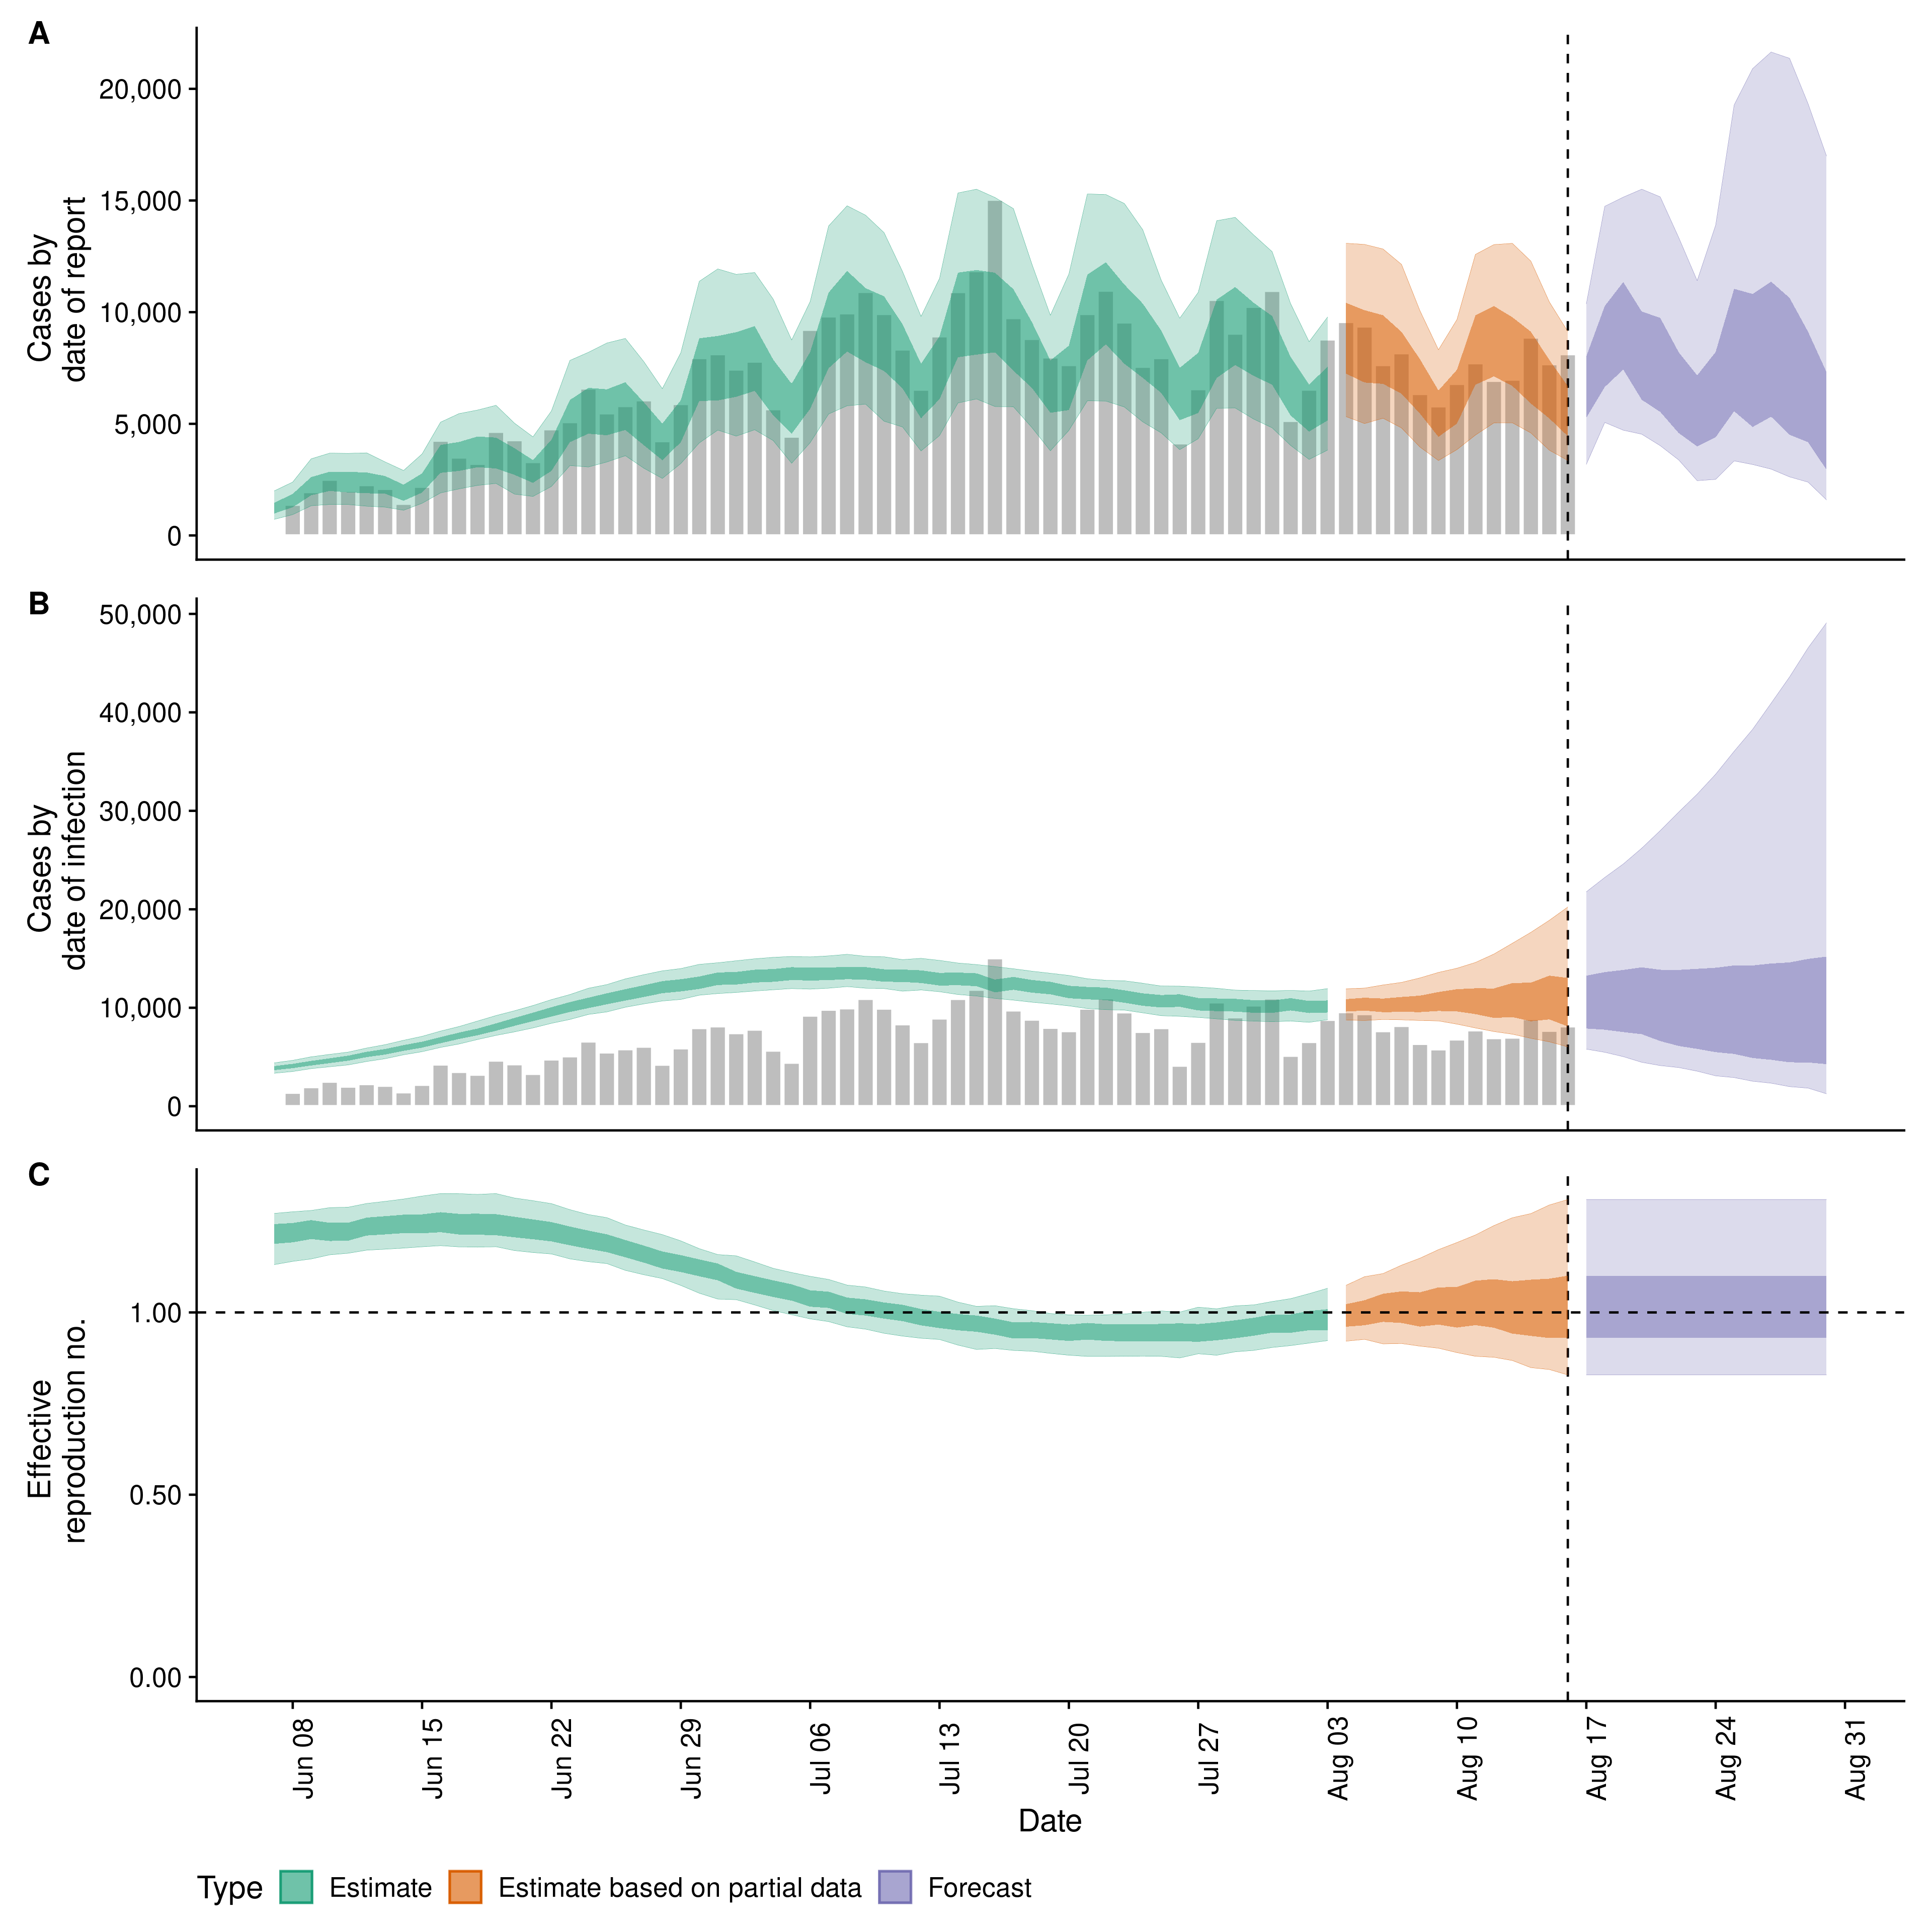 A
Cases by
date of report
20,000
15,000
10,000
5,000
0
B
Cases by
date of infection
50,000
40,000
30,000
20,000
10,000
0
C
Effective
reproduction no.
1.00
0.50
0.00
Jun 08
Jun 15
Jun 22
Jun 29
Jul 06
Jul 13
Jul 20
Jul 27
Aug 03
Aug 10
Aug 17
Aug 24
Aug 31
Date
Type Estimate Estimate based on partial data Forecast